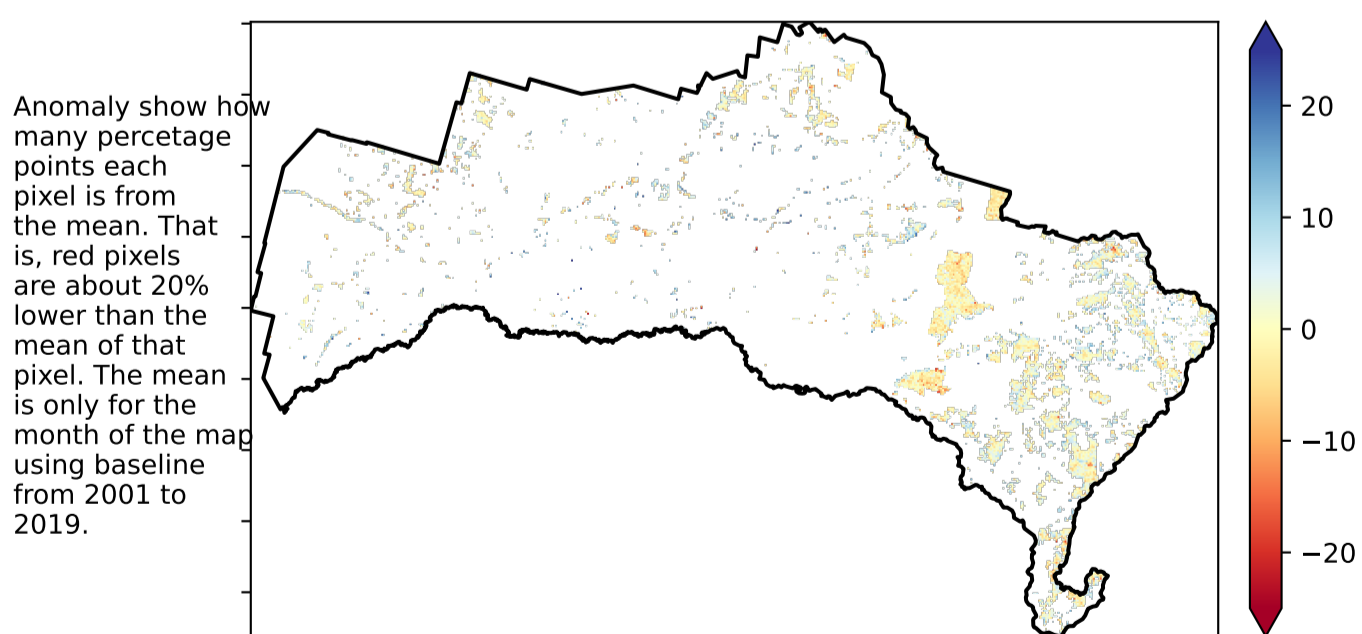 Anomaly show how
many percetage
points each
pixel is from
the mean. That
is, red pixels
are about 20%
lower than the
mean of that
pixel. The mean
is only for the
month of the map
using baseline
from 2001 to
2019.
20
10
0
−10
−20